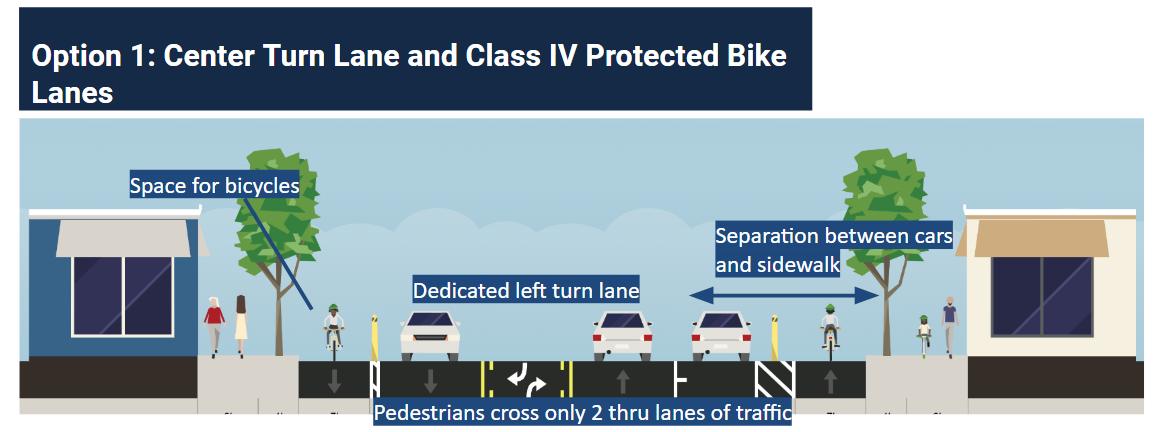 Option 1: Center Turn Lane and Class IV Protected Bike
Lanes
Space for bicycles
Separation between cars
and sidewalk
Dedicated left turn lane
Pedestrians cross only 2 thru lanes of traffic